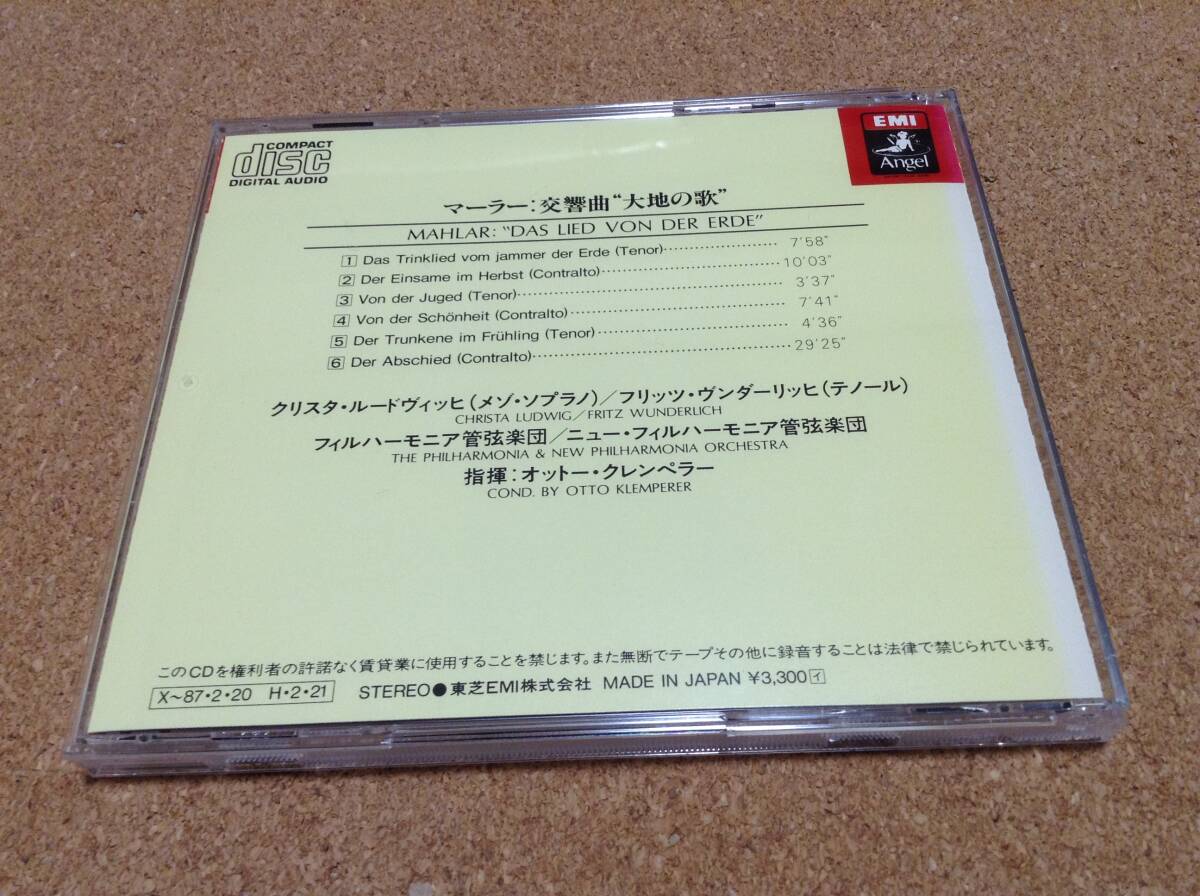 COMPACT
disc
DIGITAL AUDIO
EMI
Angel
マーラー:交響曲“大地の歌”
MAHLAR: “DAS LIED VON DER ERDE”
1 Das Trinklied vom jammer der Erde (Tenor)··················· 7′58″
2 Der Einsame im Herbst (Contralto)······························10′03″
3 Von der Juged (Tenor)············································ 3′37″
4 Von der Schönheit (Contralto)··································· 7′41″
5 Der Trunkene im Frühling (Tenor)································ 4′36″
6 Der Abschied (Contralto)···········································29′25″
クリスタ・ルードヴィッヒ(メゾ・ソプラノ)/フリッツ・ヴンダーリッヒ(テノール)
CHRISTA LUDWIG/FRITZ WUNDERLICH
フィルハーモニア管弦楽団/ニュー・フィルハーモニア管弦楽団
THE PHILHARMONIA & NEW PHILHARMONIA ORCHESTRA
指揮:オットー・クレンペラー
COND. BY OTTO KLEMPERER
このCDを権利者の許諾なく賃貸業に使用することを禁じます。また無断でテープその他に録音することは法律で禁じられています。
X〜87・2・20 H・2・21 STEREO●東芝EMI株式会社 MADE IN JAPAN ¥3,300 イ